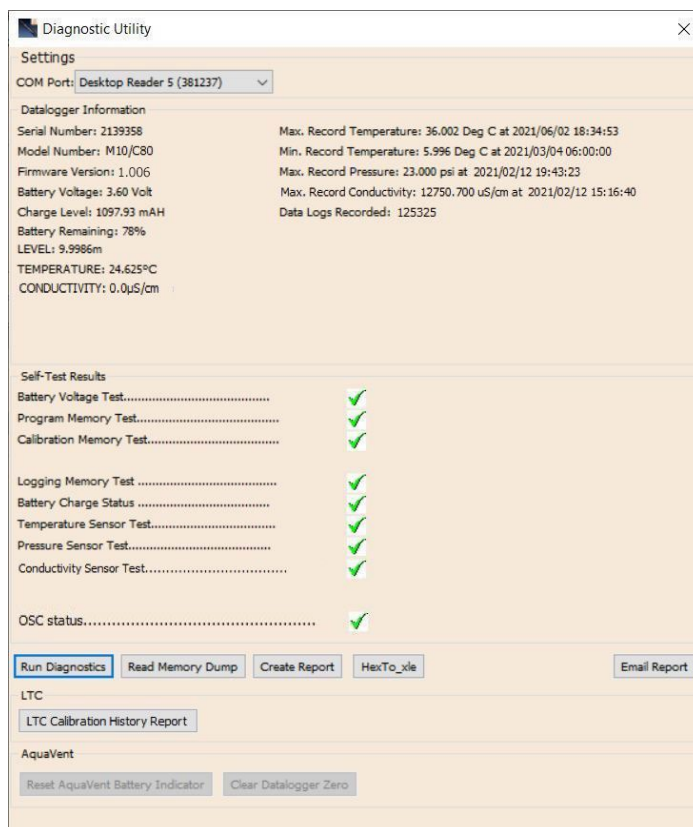 Diagnostic Utility
Settings
COM Port: Desktop Reader 5 (381237)
Datalogger Information
Serial Number: 2139358
Model Number: M10/C80
Firmware Version: 1.006
Battery Voltage: 3.60 Volt
Charge Level: 1097.93 mAH
Battery Remaining: 78%
LEVEL: 9.9986m
TEMPERATURE: 24.625ºC
CONDUCTIVITY: 0.0µS/cm
Max. Record Temperature: 36.002 Deg C at 2021/06/02 18:34:53
Min. Record Temperature: 5.996 Deg C at 2021/03/04 06:00:00
Max. Record Pressure: 23.000 psi at 2021/02/12 19:43:23
Max. Record Conductivity: 12750.700 uS/cm at 2021/02/12 15:16:40
Data Logs Recorded: 125325
Self-Test Results
Battery Voltage Test............................................
Program Memory Test...........................................
Calibration Memory Test........................................
Logging Memory Test ..........................................
Battery Charge Status ........................................
Temperature Sensor Test......................................
Pressure Sensor Test...........................................
Conductivity Sensor Test..................................
OSC status.................................................
Run Diagnostics
Read Memory Dump
Create Report
HexTo_xle
Email Report
LTC
LTC Calibration History Report
AquaVent
Reset AquaVent Battery Indicator
Clear Datalogger Zero